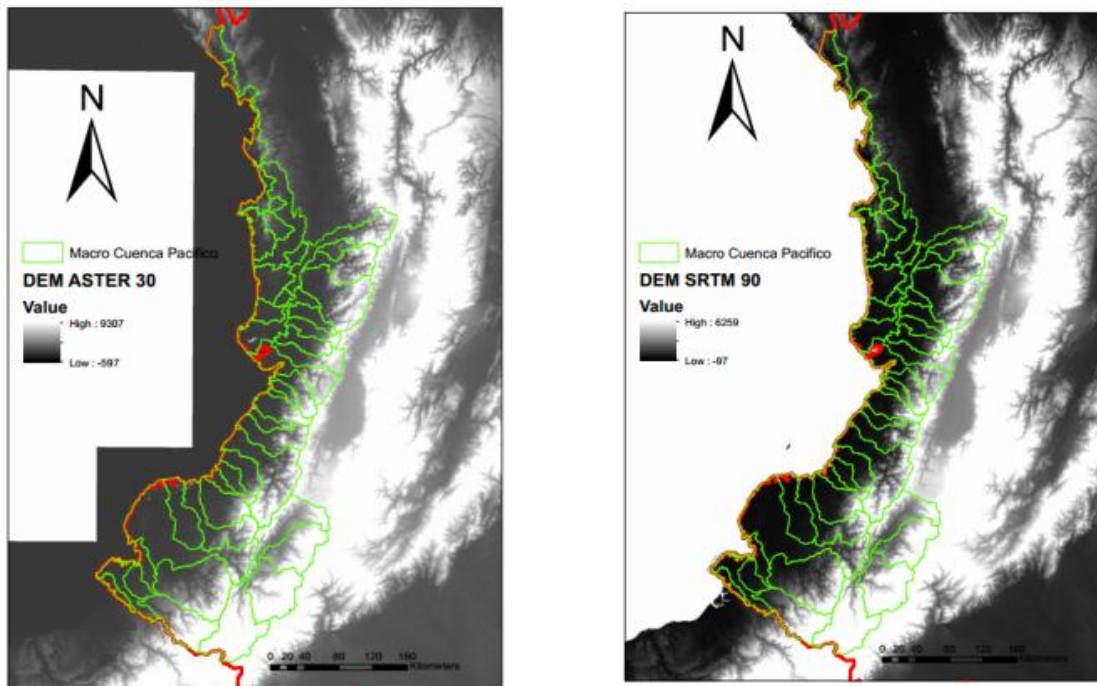 N
Macro Cuenca Pacifico
DEM ASTER 30
Value
High : 9307
Low : -597
0 20 40 80 120 160
Kilometers
N
Macro Cuenca Pacifico
DEM SRTM 90
Value
High : 6259
Low : -97
0 20 40 80 120 160
Kilometers